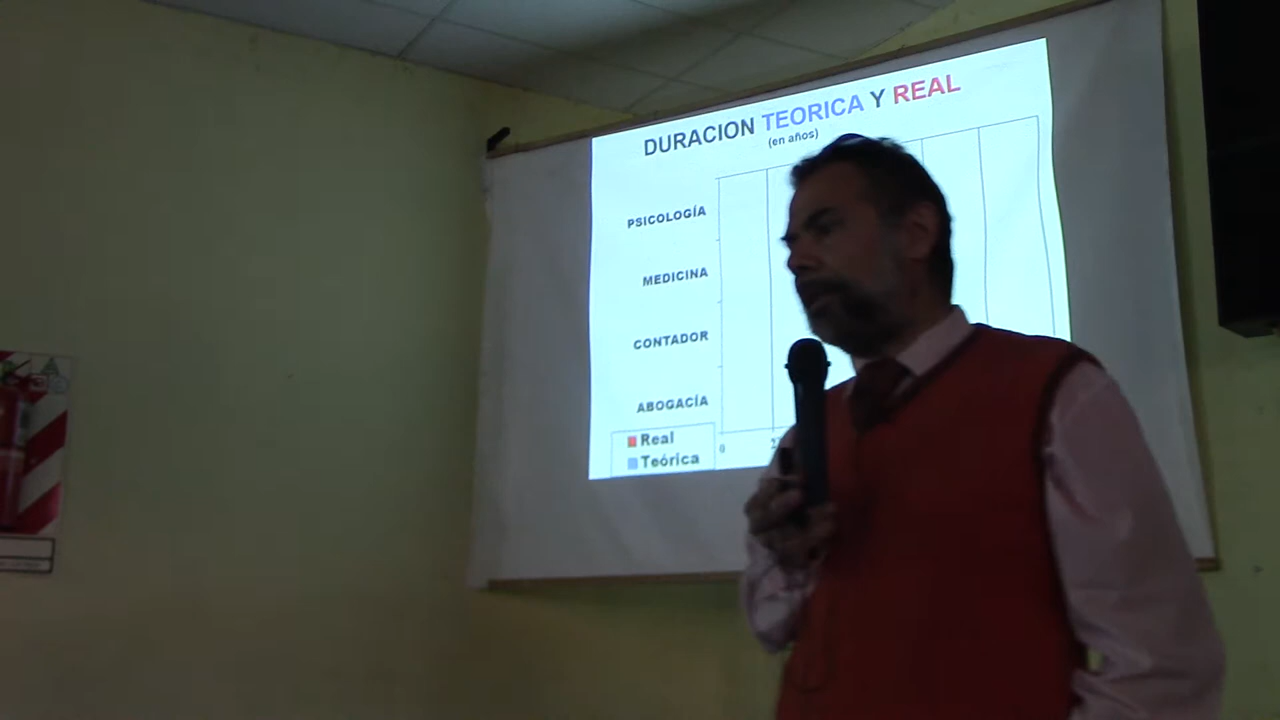 DURACION TEORICA Y REAL
(en años)
PSICOLOGÍA
MEDICINA
CONTADOR
ABOGACÍA
Real
Teórica
0